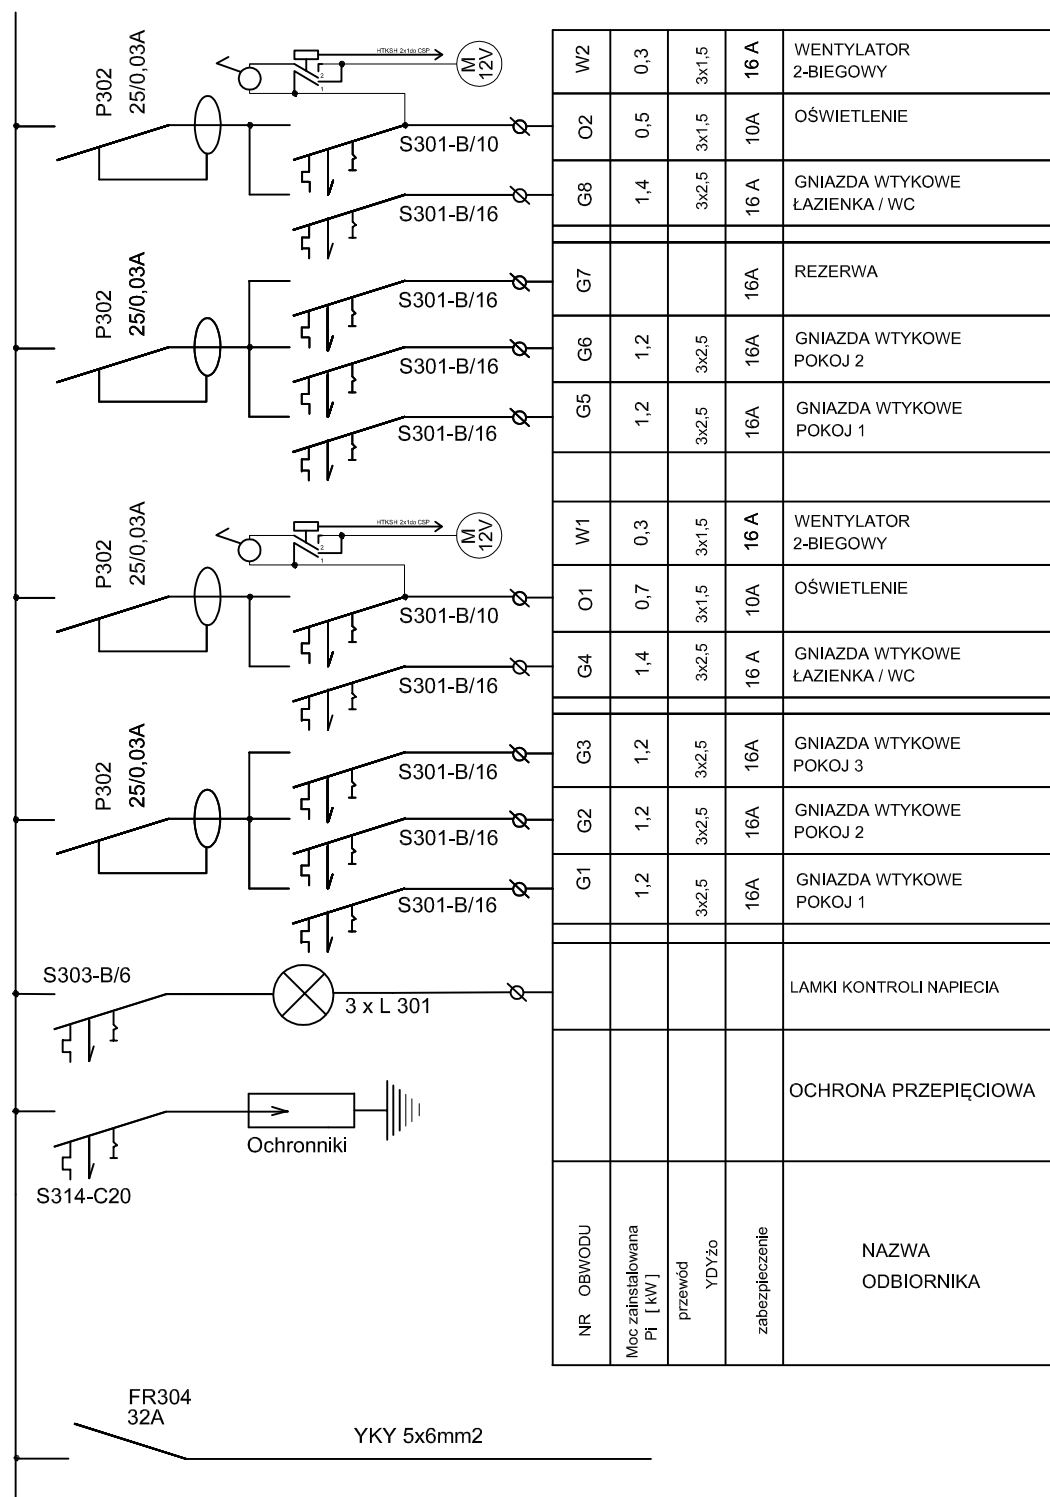 P302
25/0,03A
HTKSH 2x1do CSP
2
1
M
12V
S301-B/10
S301-B/16
W2
0,3
3x1,5
16 A
WENTYLATOR
2-BIEGOWY
O2
0,5
3x1,5
10A
OŚWIETLENIE
G8
1,4
3x2,5
16 A
GNIAZDA WTYKOWE
ŁAZIENKA / WC
P302
25/0,03A
S301-B/16
S301-B/16
S301-B/16
G7
16A
REZERWA
G6
1,2
3x2,5
16A
GNIAZDA WTYKOWE
POKOJ 2
G5
1,2
3x2,5
16A
GNIAZDA WTYKOWE
POKOJ 1
P302
25/0,03A
HTKSH 2x1do CSP
2
1
M
12V
S301-B/10
S301-B/16
W1
0,3
3x1,5
16 A
WENTYLATOR
2-BIEGOWY
O1
0,7
3x1,5
10A
OŚWIETLENIE
G4
1,4
3x2,5
16 A
GNIAZDA WTYKOWE
ŁAZIENKA / WC
P302
25/0,03A
S301-B/16
S301-B/16
S301-B/16
G3
1,2
3x2,5
16A
GNIAZDA WTYKOWE
POKOJ 3
G2
1,2
3x2,5
16A
GNIAZDA WTYKOWE
POKOJ 2
G1
1,2
3x2,5
16A
GNIAZDA WTYKOWE
POKOJ 1
S303-B/6
3 x L 301
LAMKI KONTROLI NAPIECIA
Ochronniki
S314-C20
OCHRONA PRZEPIĘCIOWA
NR OBWODU
Moc zainstalowana
Pi [ kW ]
przewód
YDYżo
zabezpieczenie
NAZWA
ODBIORNIKA
FR304
32A
YKY 5x6mm2